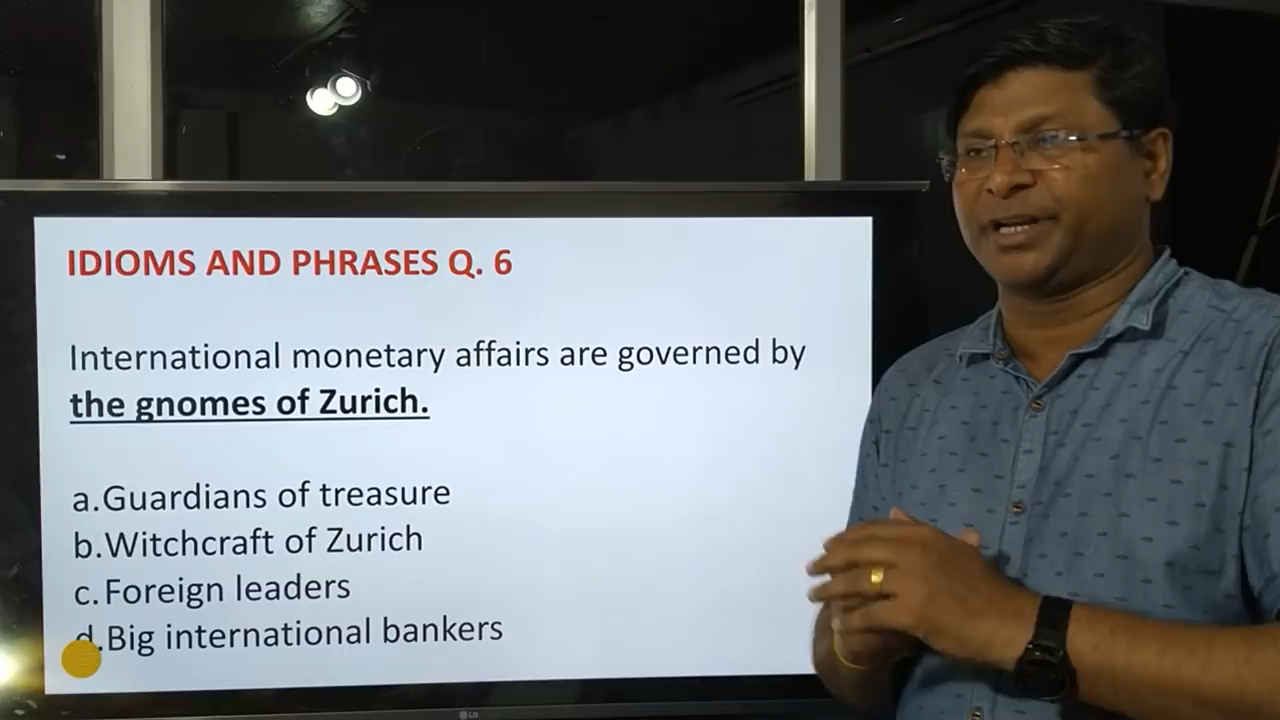 IDIOMS AND PHRASES Q. 6
International monetary affairs are governed by
the gnomes of Zurich.
a.Guardians of treasure
b.Witchcraft of Zurich
c.Foreign leaders
d.Big international bankers
LG